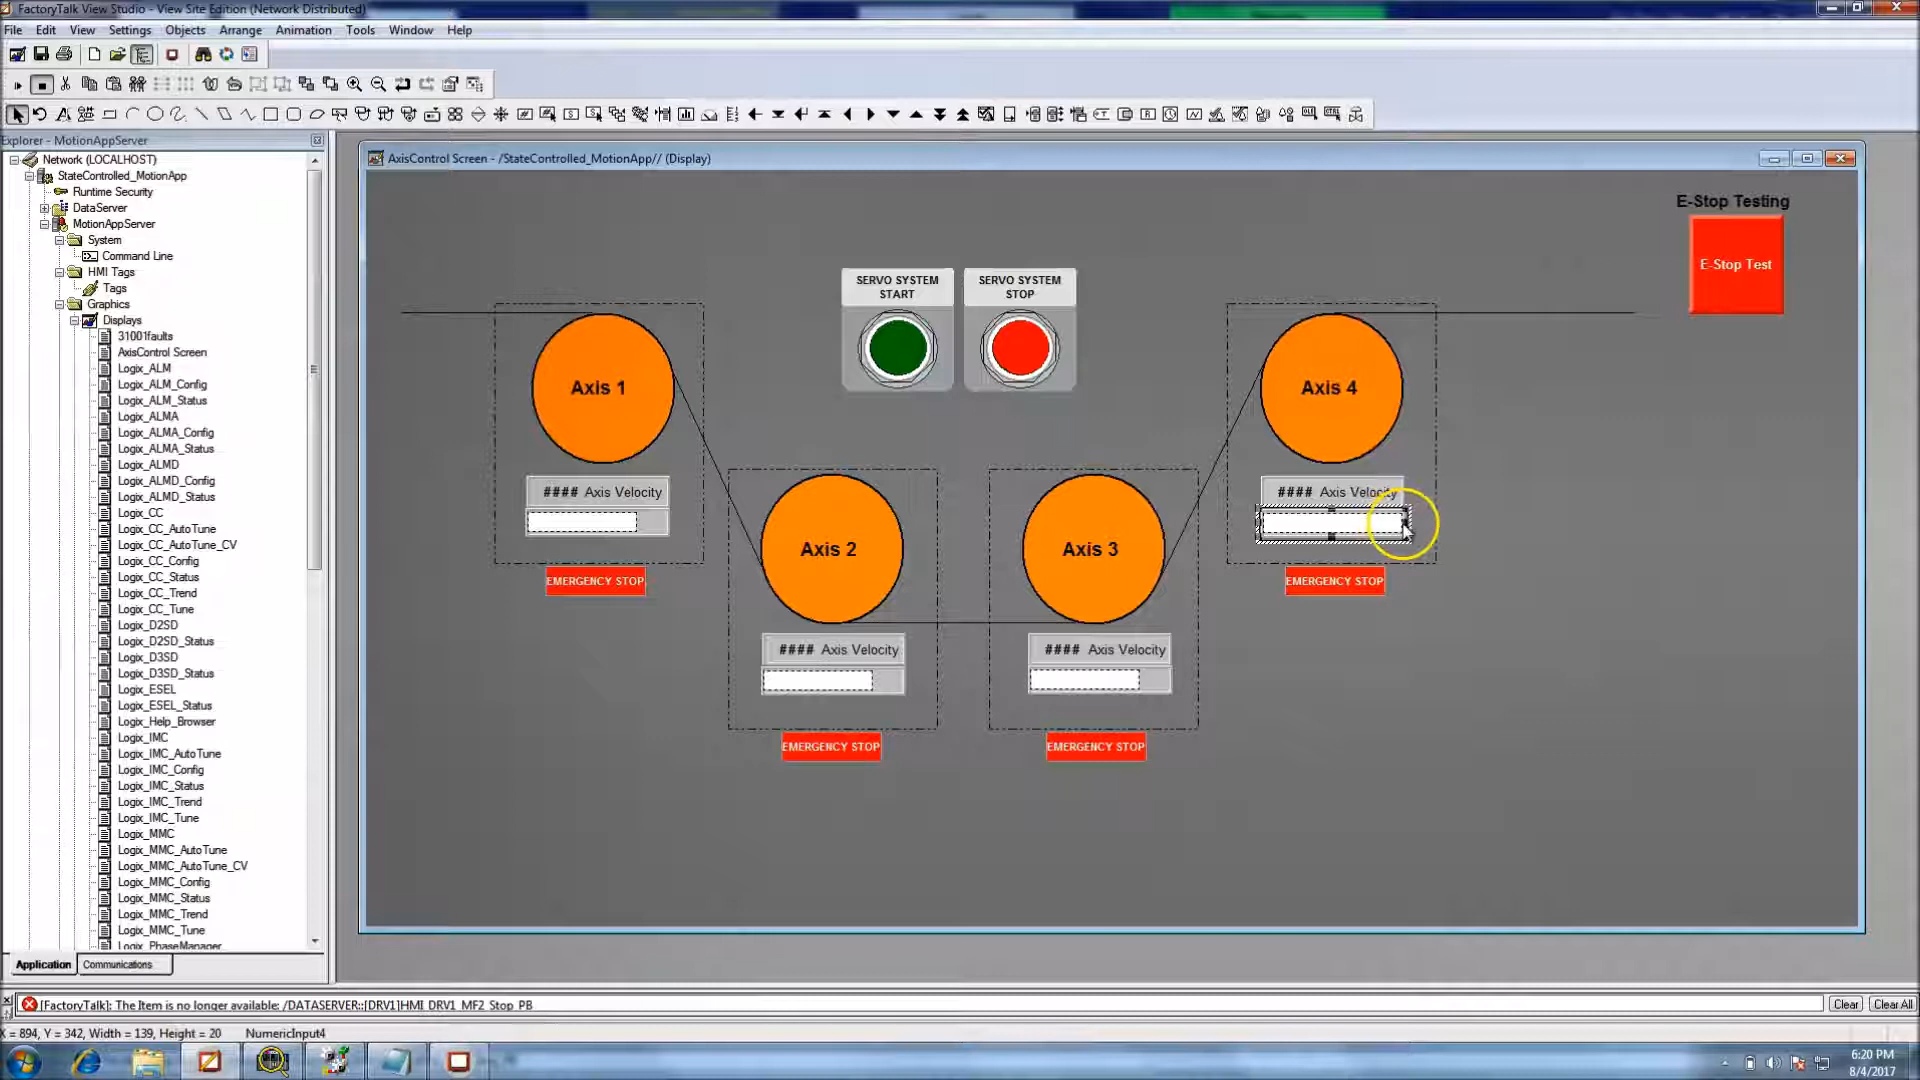 FactoryTalk View Studio - View Site Edition (Network Distributed)
File Edit View Settings Objects Arrange Animation Tools Window Help
Explorer - MotionAppServer
Network (LOCALHOST)
StateControlled_MotionApp
Runtime Security
DataServer
MotionAppServer
System
Command Line
HMI Tags
Tags
Graphics
Displays
31001faults
AxisControl Screen
Logix_ALM
Logix_ALM_Config
Logix_ALM_Status
Logix_ALMA
Logix_ALMA_Config
Logix_ALMA_Status
Logix_ALMD
Logix_ALMD_Config
Logix_ALMD_Status
Logix_CC
Logix_CC_AutoTune
Logix_CC_AutoTune_CV
Logix_CC_Config
Logix_CC_Status
Logix_CC_Trend
Logix_CC_Tune
Logix_D2SD
Logix_D2SD_Status
Logix_D3SD
Logix_D3SD_Status
Logix_ESEL
Logix_ESEL_Status
Logix_Help_Browser
Logix_IMC
Logix_IMC_AutoTune
Logix_IMC_Config
Logix_IMC_Status
Logix_IMC_Trend
Logix_IMC_Tune
Logix_MMC
Logix_MMC_AutoTune
Logix_MMC_AutoTune_CV
Logix_MMC_Config
Logix_MMC_Status
Logix_MMC_Trend
Logix_MMC_Tune
Logix_PhaseManager
Application Communications
AxisControl Screen - /StateControlled_MotionApp// (Display)
E-Stop Testing
E-Stop Test
SERVO SYSTEM
START
SERVO SYSTEM
STOP
Axis 1
Axis 4
#### Axis Velocity
#### Axis Velocity
Axis 2
Axis 3
EMERGENCY STOP
EMERGENCY STOP
#### Axis Velocity
#### Axis Velocity
EMERGENCY STOP
EMERGENCY STOP
[FactoryTalk]: The Item is no longer available: /DATASERVER::[DRV1]HMI_DRV1_MF2_Stop_PB
Clear Clear All
X = 894, Y = 342, Width = 139, Height = 20 NumericInput4
6:20 PM
8/4/2017